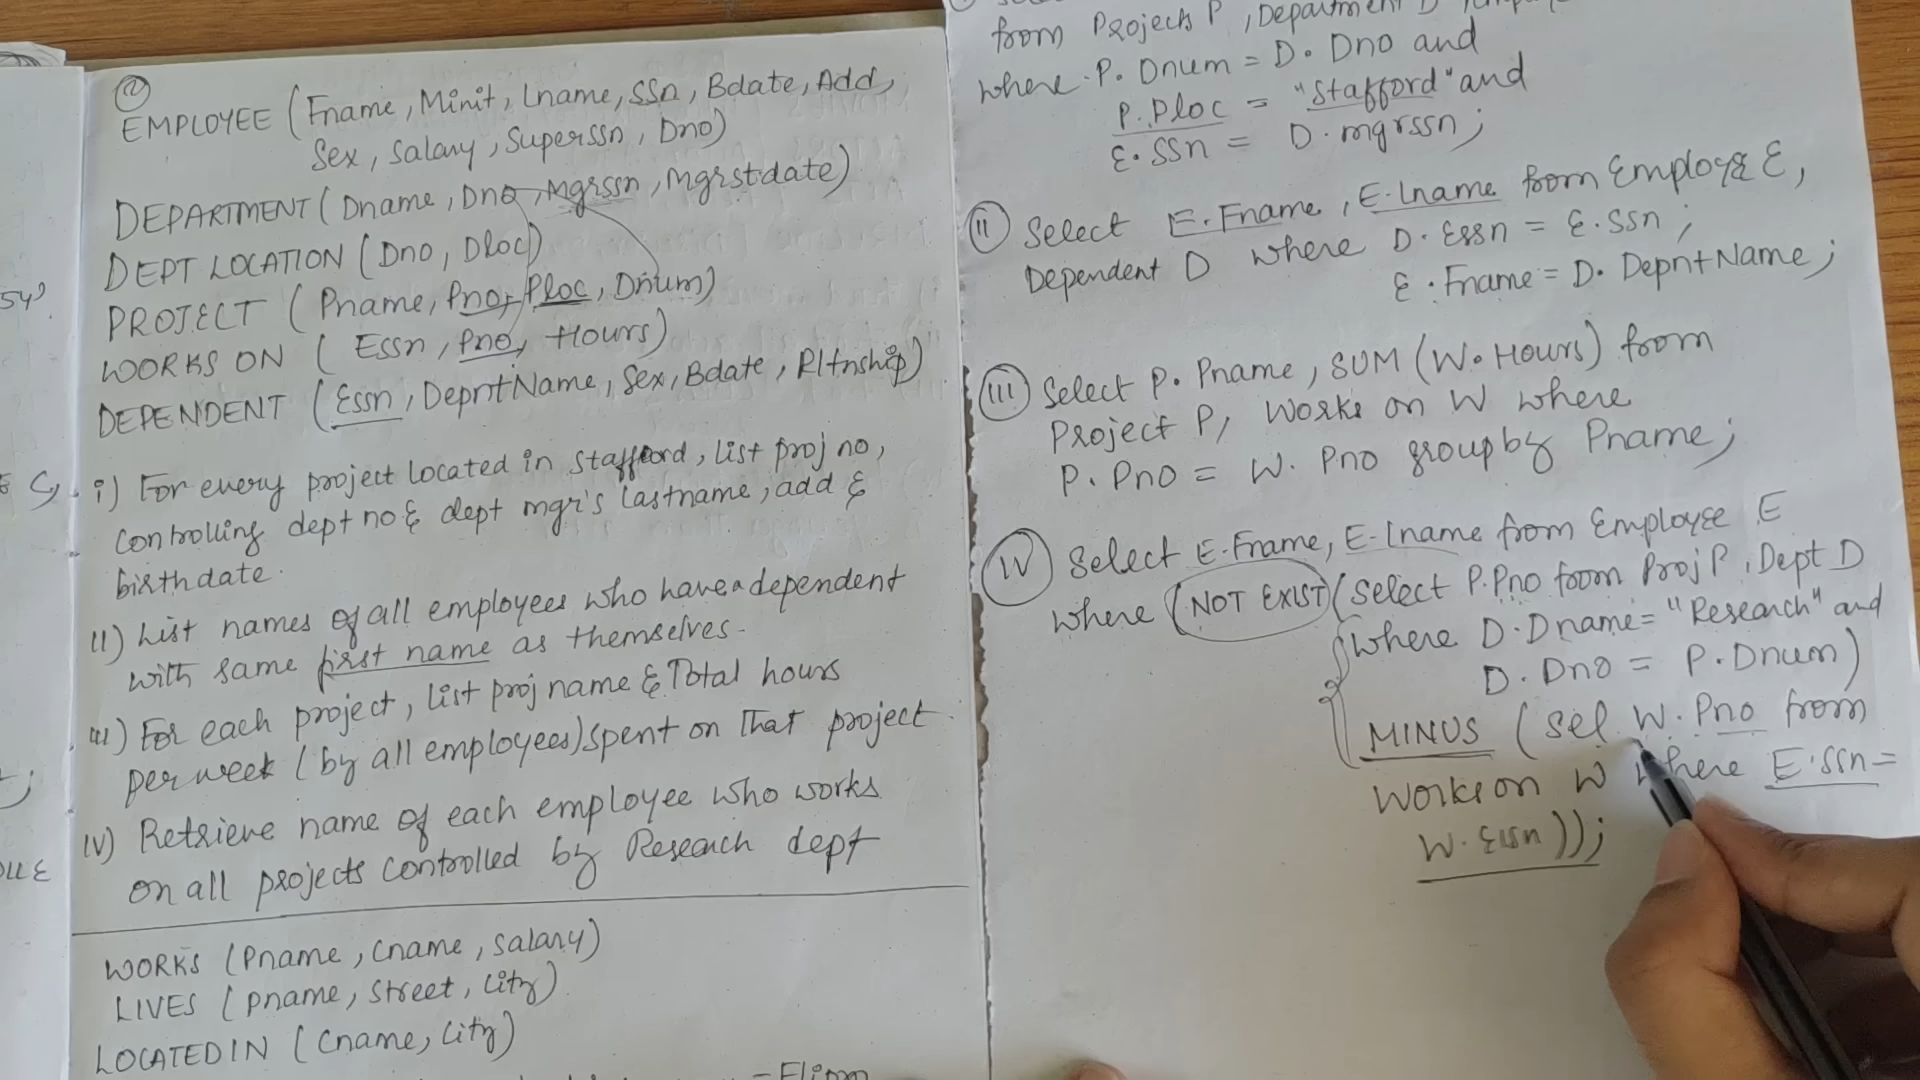 ②
EMPLOYEE (Fname, Minit, Lname, SSn, Bdate, Add,
Sex, Salary, Superssn, Dno)
DEPARTMENT (Dname, Dno, Mgrssn, Mgrstdate)
DEPT LOCATION (Dno, Dloc)
PROJECT (Pname, Pno, Ploc, Dnum)
WORKS ON (Essn, Pno, Hours)
DEPENDENT (Essn, DepntName, Sex, Bdate, Rltnship)
i) For every project located in stafford, list proj no,
controlling dept no & dept mgr's lastname, add &
birthdate.
ii) List names of all employees who have a dependent
with same first name as themselves.
iii) For each project, list proj name & Total hours
per week (by all employees) spent on that project.
iv) Retrieve name of each employee who works
on all projects controlled by Research dept
WORKS (Pname, Cname, Salary)
LIVES (Pname, Street, City)
LOCATEDIN (Cname, City)
from Projects P, Department D
where P.Dnum = D.Dno and
P.Ploc = "Stafford" and
E.SSn = D.mgrssn;
II Select E.Fname, E.Lname from Employee E,
Dependent D where D.Essn = E.SSn;
E.Fname = D.DepntName;
III Select P.Pname, SUM (W.Hours) from
Project P, Works on W where
P.Pno = W.Pno groupby Pname;
IV Select E.Fname, E.Lname from Employee E
where (NOT EXIST) (Select P.Pno from Proj P, Dept D
where D.Dname = "Research" and
D.Dno = P.Dnum)
MINUS (Sel W.Pno from
Works on W where E.SSn =
W.Essn));